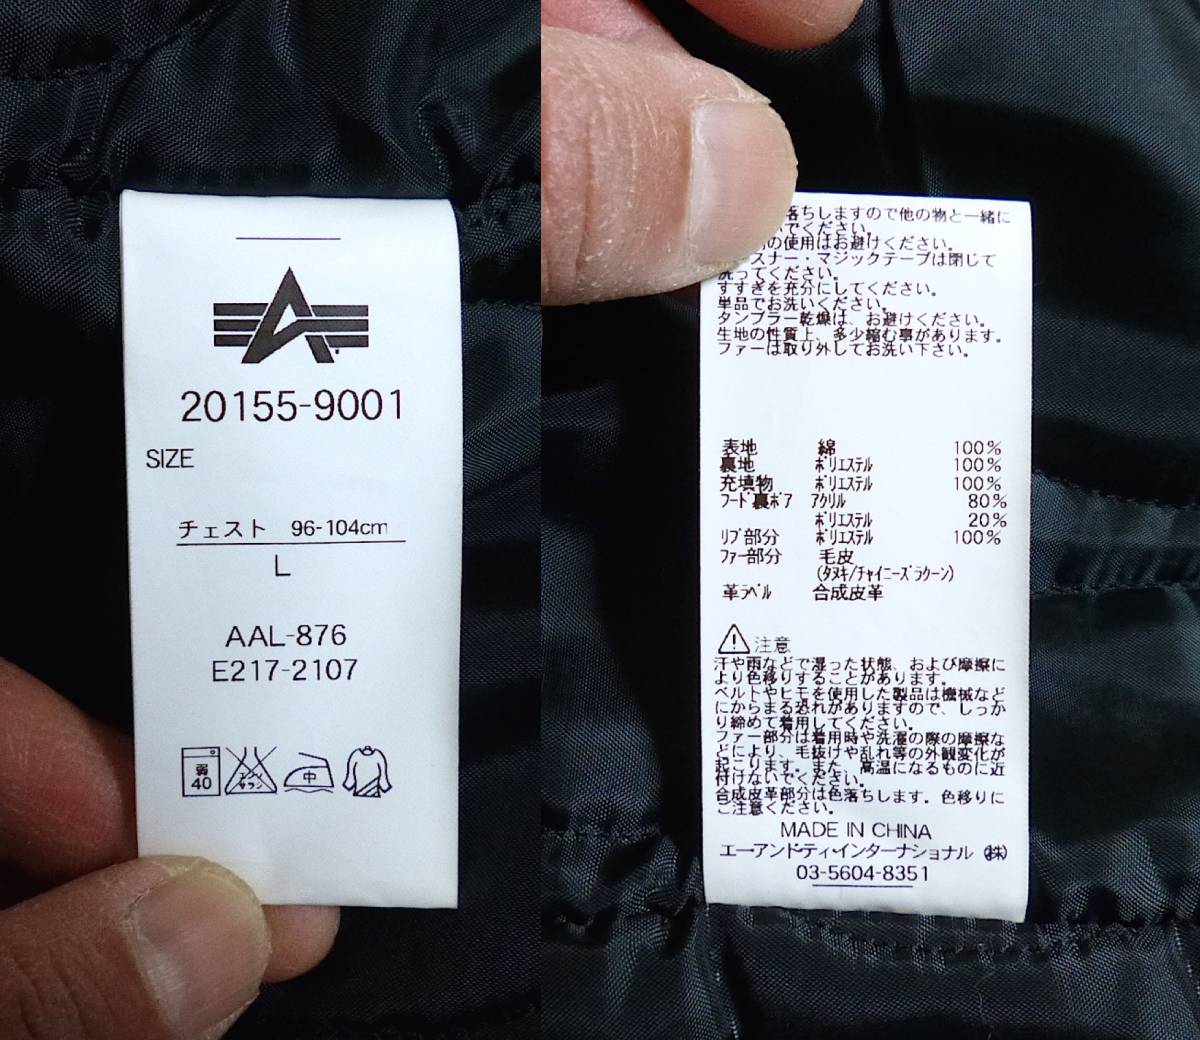 20155-9001
SIZE
チェスト 96-104cm
L
AAL-876
E217-2107
弱
40
エンソ
サラシ
中
落ちしますので他の物と一緒に
いでください。
の使用はお避けください。
スナー・マジックテープは閉じて
洗ってください。
すすぎを充分にしてください。
単品でお洗いください。
タンブラー乾燥は、お避けください。
生地の性質上、多少縮む事があります。
ファーは取り外してお洗い下さい。
表地 綿 100%
裏地 ポリエステル 100%
充填物 ポリエステル 100%
フード裏ボア アクリル 80%
ポリエステル 20%
リブ部分 ポリエステル 100%
ファー部分 毛皮
(タヌキ/チャイニーズラクーン)
革ラベル 合成皮革
注意
汗や雨などで湿った状態、および摩擦に
より色移りすることがあります。
ベルトやヒモを使用した製品は機械など
にからまる恐れがありますので、しっか
り締めて着用してください。
ファー部分は着用時や洗濯の際の摩擦な
どにより、毛抜けや乱れ等の外観変化が
起こります。また、高温になるものに近
付けないでください。
合成皮革部分は色落ちします。色移りに
ご注意ください。
MADE IN CHINA
エー・アンド・ティ・インターナショナル ㈱
03-5604-8351